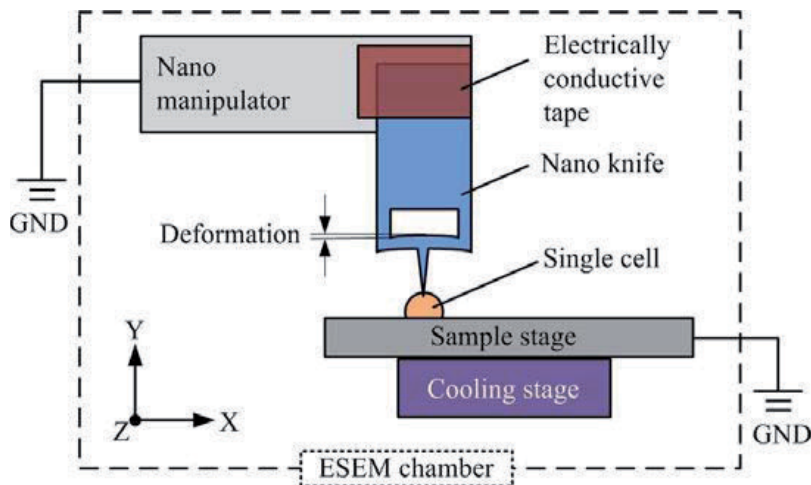 Nano
manipulator
Electrically
conductive
tape
GND
Nano knife
Deformation
Single cell
Sample stage
Cooling stage
Y
Z
X
GND
ESEM chamber